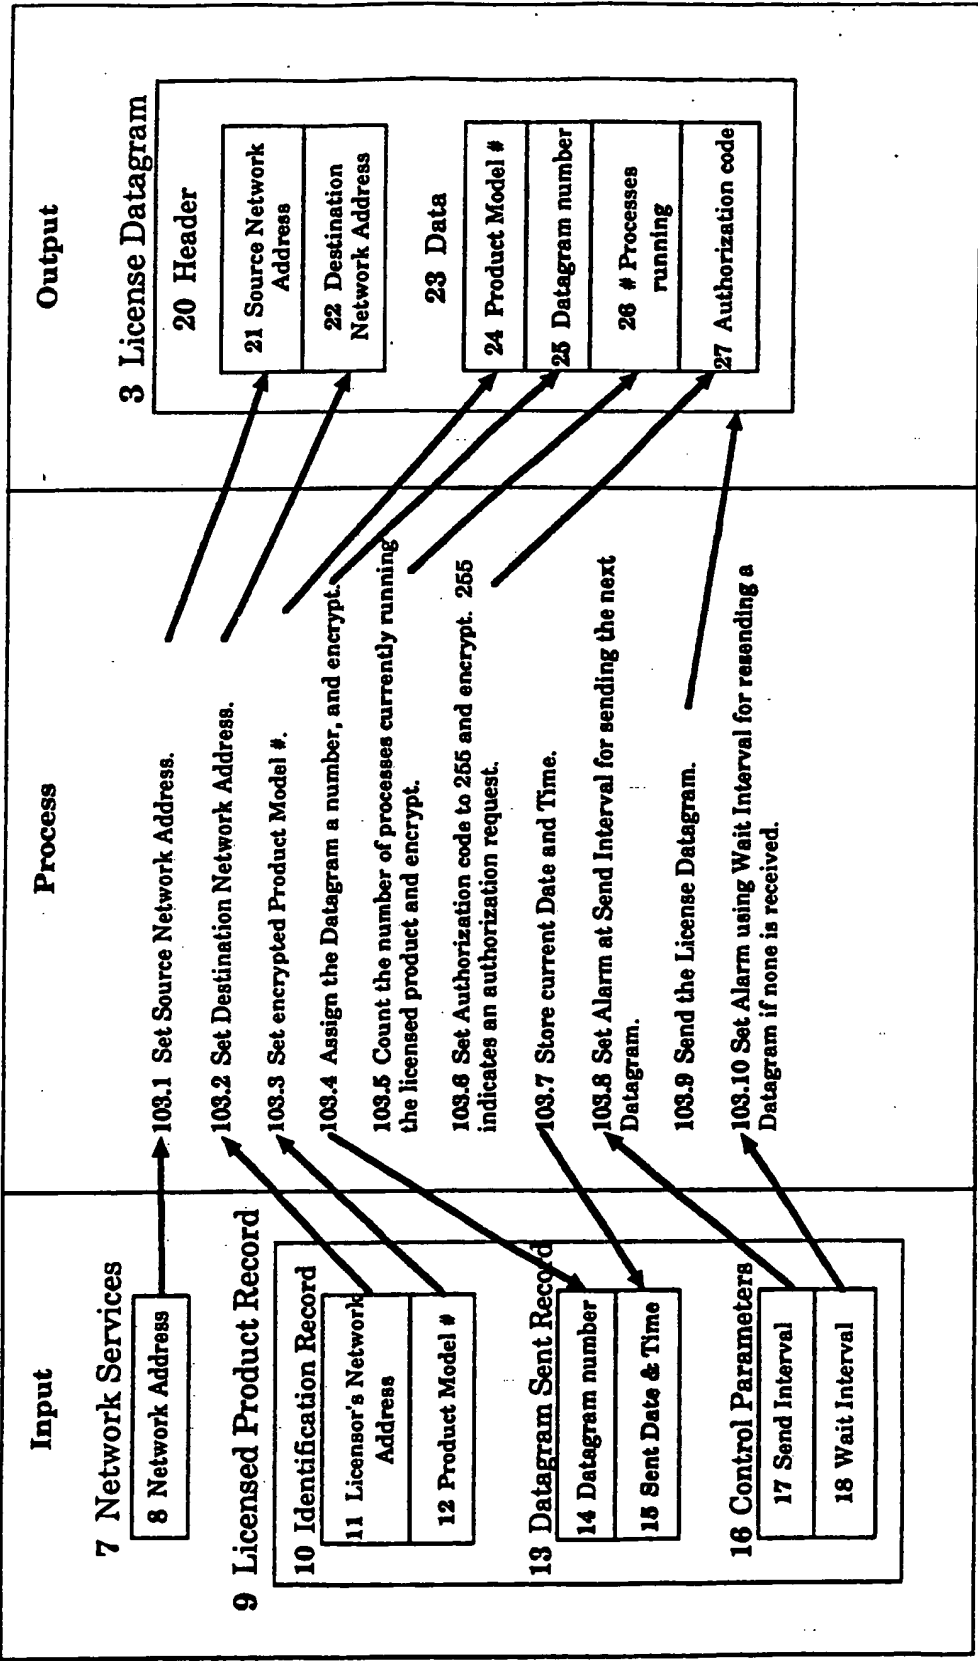 Input
7 Network Services
8 Network Address
9 Licensed Product Record
10 Identification Record
11 Licensor's Network
Address
12 Product Model #
13 Datagram Sent Record
14 Datagram number
15 Sent Date & Time
16 Control Parameters
17 Send Interval
18 Wait Interval
Process
103.1 Set Source Network Address.
103.2 Set Destination Network Address.
103.3 Set encrypted Product Model #.
103.4 Assign the Datagram a number, and encrypt.
103.5 Count the number of processes currently running
the licensed product and encrypt.
103.6 Set Authorization code to 255 and encrypt. 255
indicates an authorization request.
103.7 Store current Date and Time.
103.8 Set Alarm at Send Interval for sending the next
Datagram.
103.9 Send the License Datagram.
103.10 Set Alarm using Wait Interval for resending a
Datagram if none is received.
Output
3 License Datagram
20 Header
21 Source Network
Address
22 Destination
Network Address
23 Data
24 Product Model #
25 Datagram number
26 # Processes
running
27 Authorization code